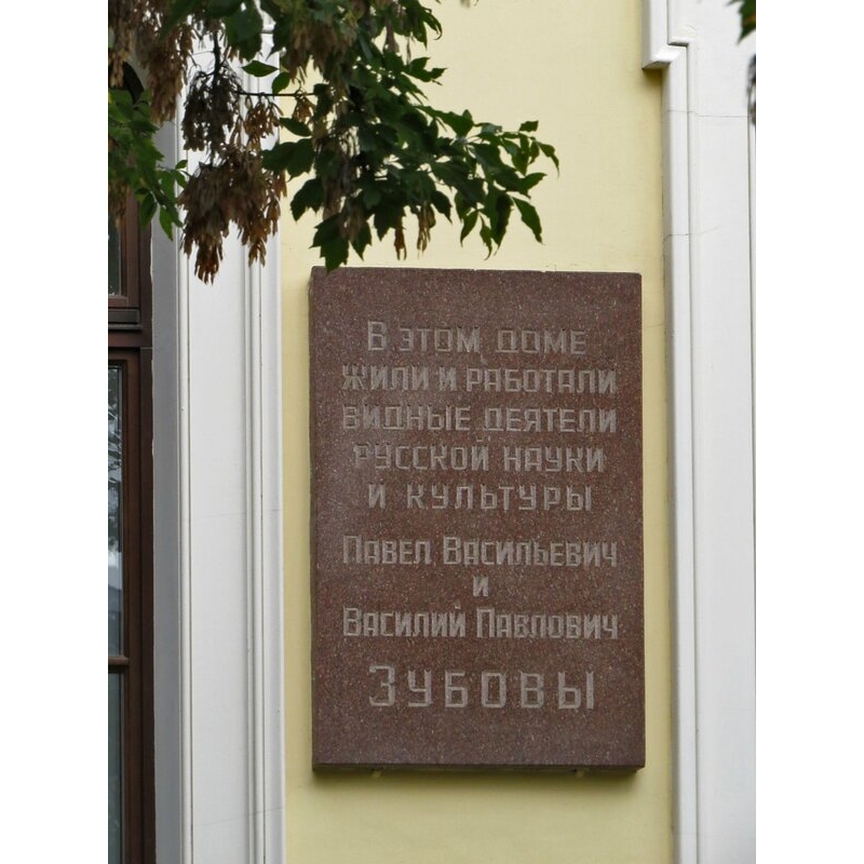 В ЭТОМ ДОМЕ
ЖИЛИ И РАБОТАЛИ
ВИДНЫЕ ДЕЯТЕЛИ
РУССКОЙ НАУКИ
И КУЛЬТУРЫ
ПАВЕЛ ВАСИЛЬЕВИЧ
И
ВАСИЛИЙ ПАВЛОВИЧ
ЗУБОВЫ